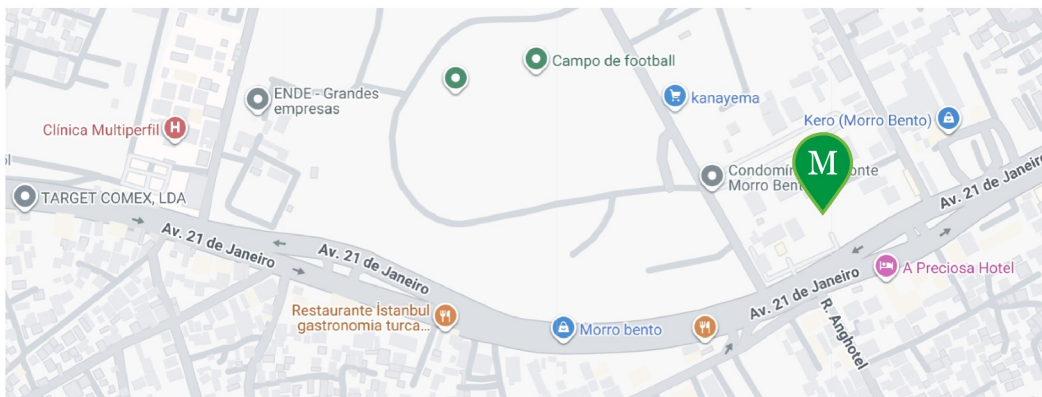 Campo de football
ENDE - Grandes
empresas
kanayema
Clínica Multiperfil
H
Kero (Morro Bento)
M
Morro Bent
TARGET COMEX, LDA
Av. 21 de Janeiro
Av. 21 de Janeiro
Av. 21 de Janeiro
A Preciosa Hotel
Av. 21 de Janeiro
Restaurante İstanbul
gastronomia turca...
Morro bento
R. Anghotel